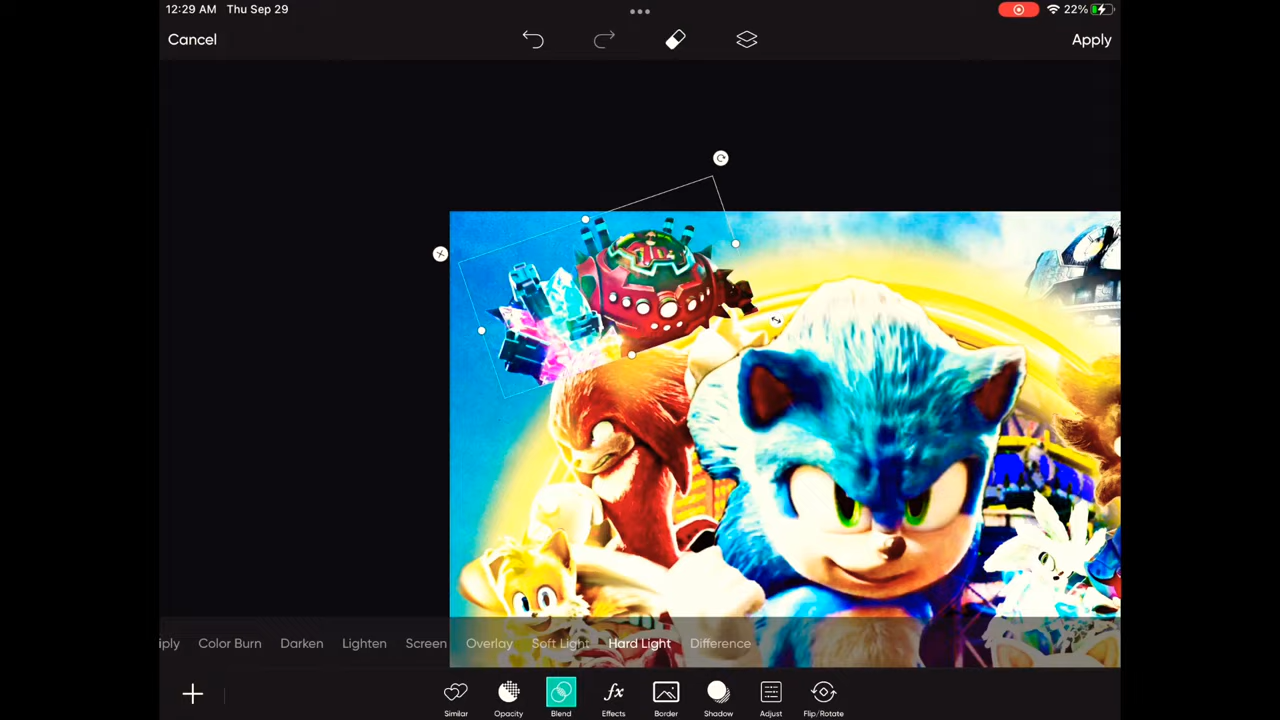 12:29 AM Thu Sep 29 22%
Cancel Apply
iply Color Burn Darken Lighten Screen Overlay Soft Light Hard Light Difference
Similar Opacity Blend Effects Border Shadow Adjust Flip/Rotate